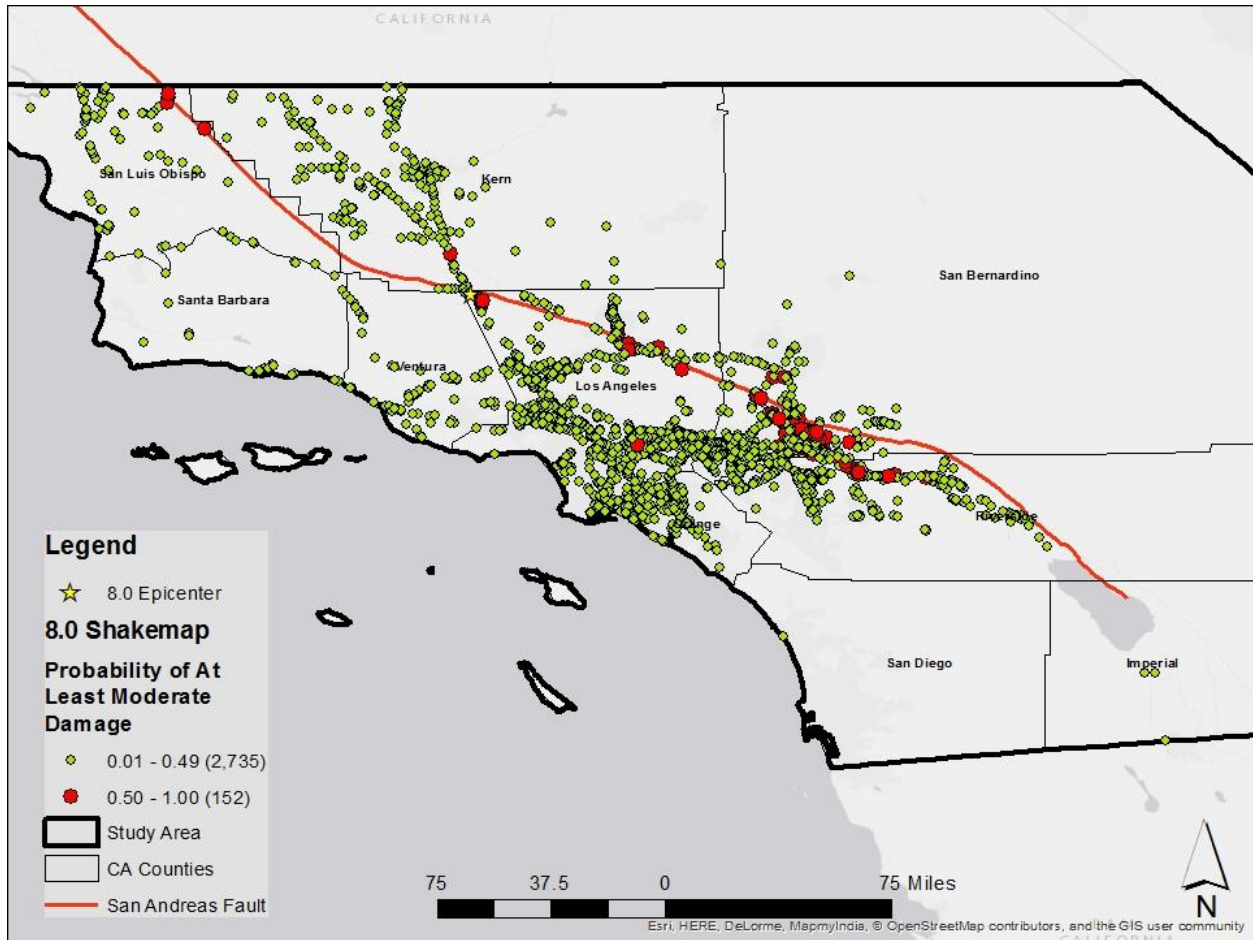 CALIFORNIA
San Luis Obispo
Kern
San Bernardino
Santa Barbara
Ventura
Los Angeles
Orange
Riverside
San Diego
Imperial
Legend
8.0 Epicenter
8.0 Shakemap
Probability of At
Least Moderate
Damage
0.01 - 0.49 (2,735)
0.50 - 1.00 (152)
Study Area
CA Counties
San Andreas Fault
75 37.5 0 75 Miles
N
Esri, HERE, DeLorme, MapmyIndia, © OpenStreetMap contributors, and the GIS user community
CALIFORNIA